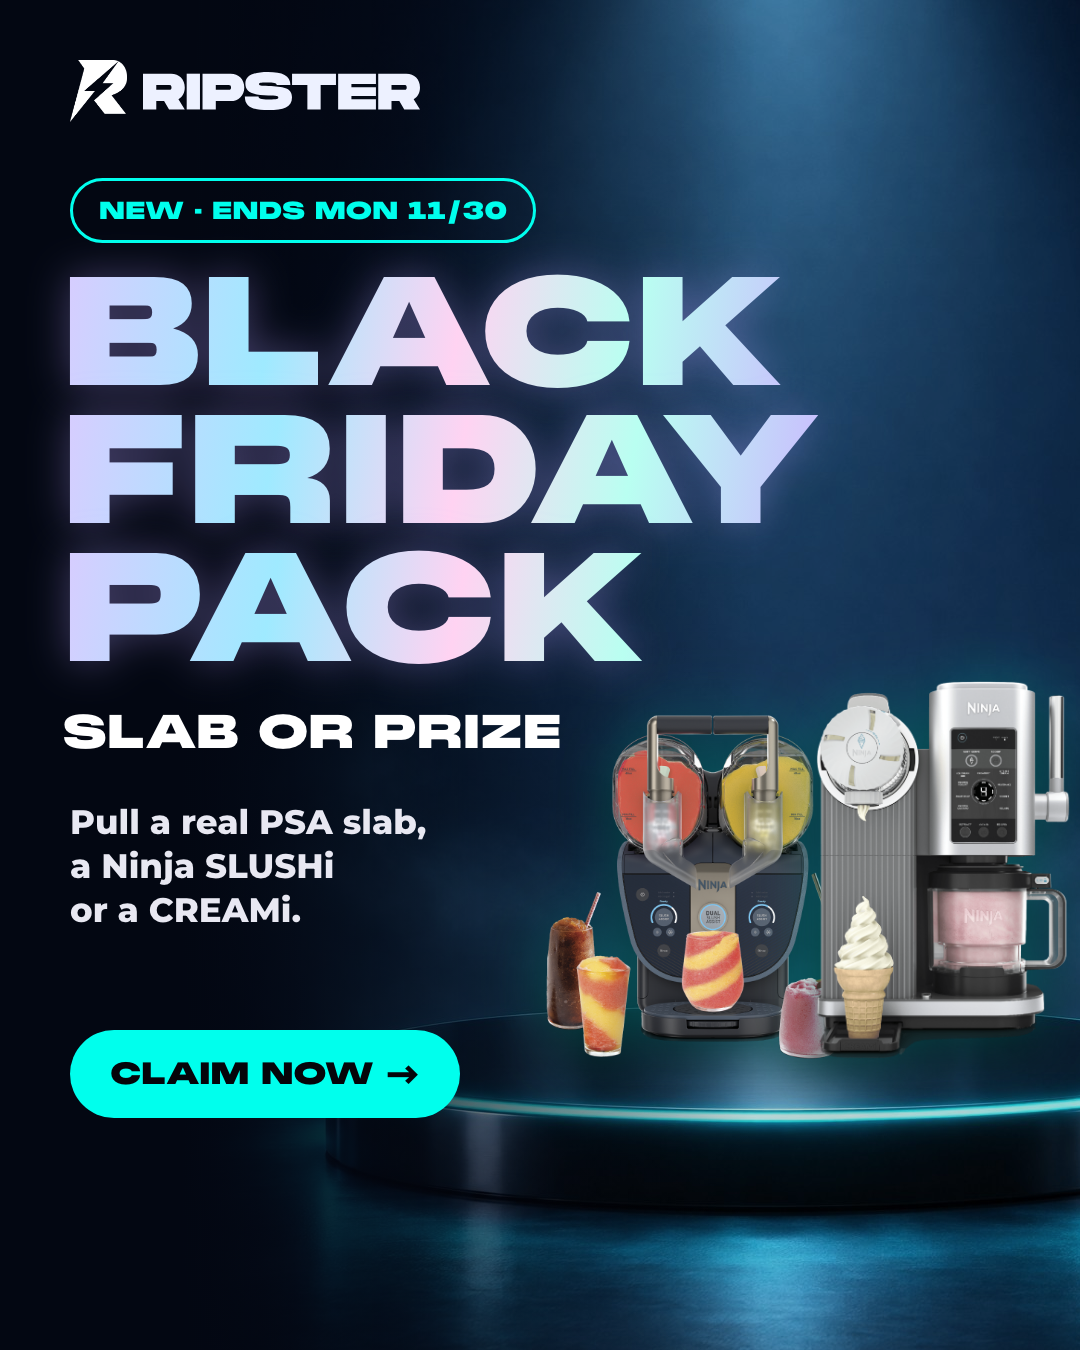 RIPSTER
NEW · ENDS MON 11/30
BLACK
FRIDAY
PACK
SLAB OR PRIZE
Pull a real PSA slab,
a Ninja SLUSHi
or a CREAMi.
CLAIM NOW →
NINJA
NINJA
DUAL
NINJA